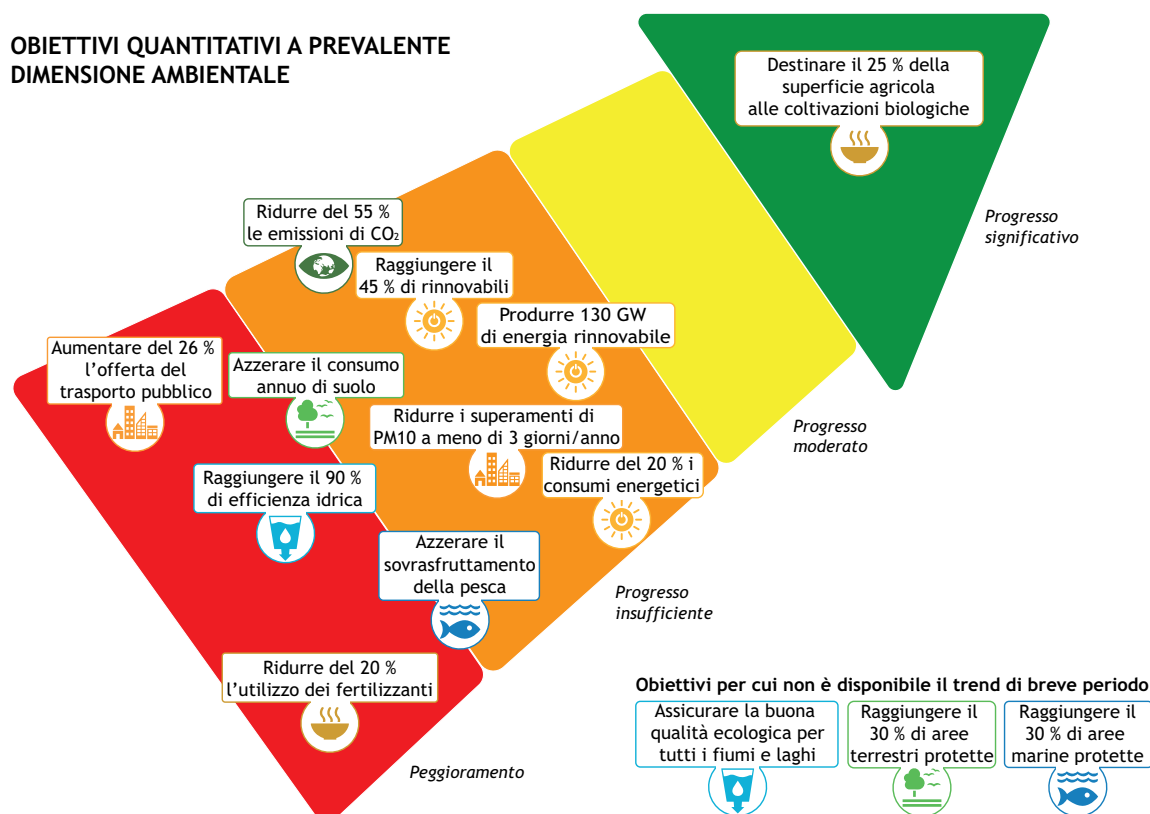 OBIETTIVI QUANTITATIVI A PREVALENTE
DIMENSIONE AMBIENTALE
Destinare il 25 % della
superficie agricola
alle coltivazioni biologiche
Progresso
significativo
Ridurre del 55 %
le emissioni di CO₂
Raggiungere il
45 % di rinnovabili
Produrre 130 GW
di energia rinnovabile
Aumentare del 26 %
l’offerta del
trasporto pubblico
Azzerare il consumo
annuo di suolo
Ridurre i superamenti di
PM10 a meno di 3 giorni/anno
Progresso
moderato
Raggiungere il 90 %
di efficienza idrica
Ridurre del 20 % i
consumi energetici
Azzerare il
sovrasfruttamento
della pesca
Progresso
insufficiente
Ridurre del 20 %
l’utilizzo dei fertilizzanti
Peggioramento
Obiettivi per cui non è disponibile il trend di breve periodo
Assicurare la buona
qualità ecologica per
tutti i fiumi e laghi
Raggiungere il
30 % di aree
terrestri protette
Raggiungere il
30 % di aree
marine protette